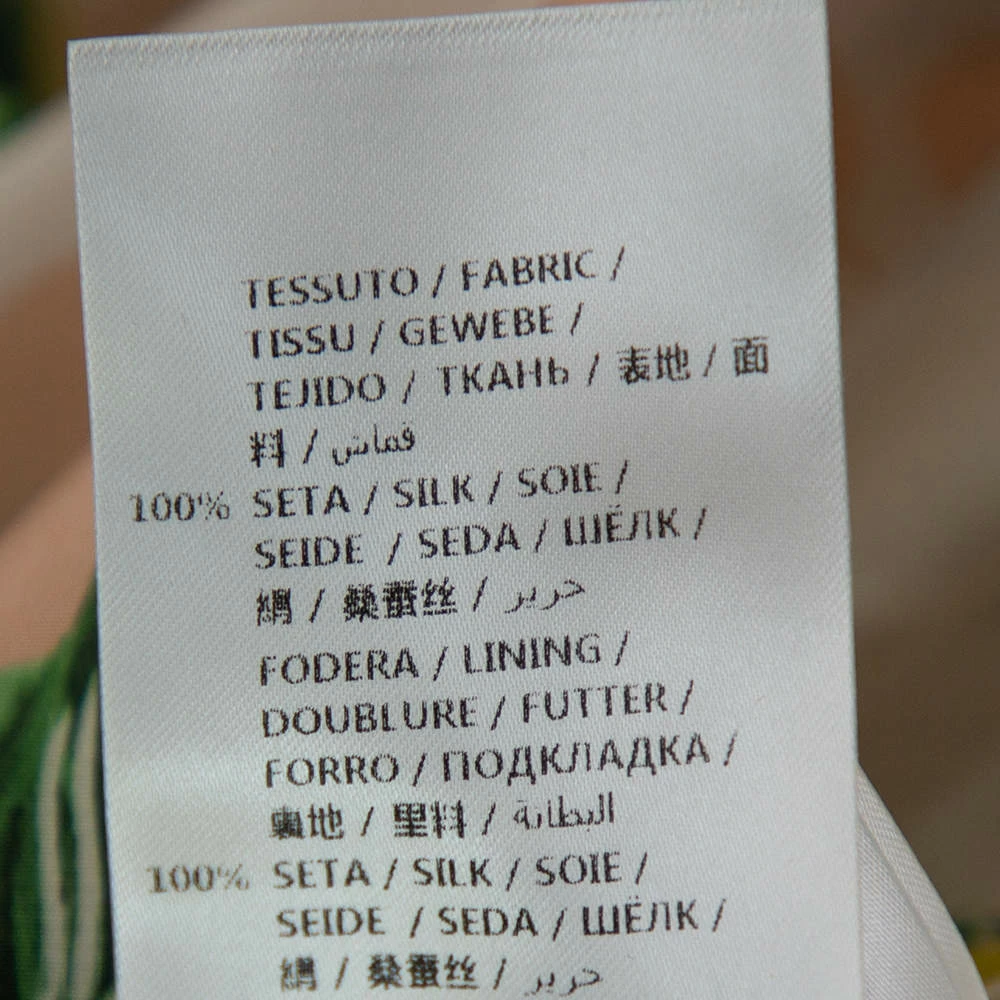 TESSUTO / FABRIC /
TISSU / GEWEBE /
TEJIDO / ТКАНЬ / 表地 / 面
料 / قماش
100% SETA / SILK / SOIE /
SEIDE / SEDA / ШЁЛК /
絹 / 桑蚕丝 / حرير
FODERA / LINING /
DOUBLURE / FUTTER /
FORRO / ПОДКЛАДКА /
裏地 / 里料 / البطانة
100% SETA / SILK / SOIE /
SEIDE / SEDA / ШЁЛК /
絹 / 桑蚕丝 / حرير